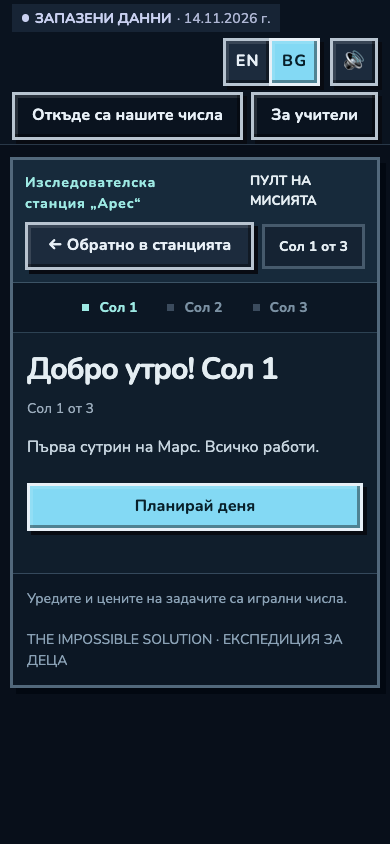 ЗАПАЗЕНИ ДАННИ · 14.11.2026 г.
EN BG
Откъде са нашите числа За учители
Изследователска
станция „Арес“
ПУЛТ НА
МИСИЯТА
← Обратно в станцията Сол 1 от 3
Сол 1 Сол 2 Сол 3
Добро утро! Сол 1
Сол 1 от 3
Първа сутрин на Марс. Всичко работи.
Планирай деня
Уредите и цените на задачите са игрални числа.
THE IMPOSSIBLE SOLUTION · ЕКСПЕДИЦИЯ ЗА
ДЕЦА